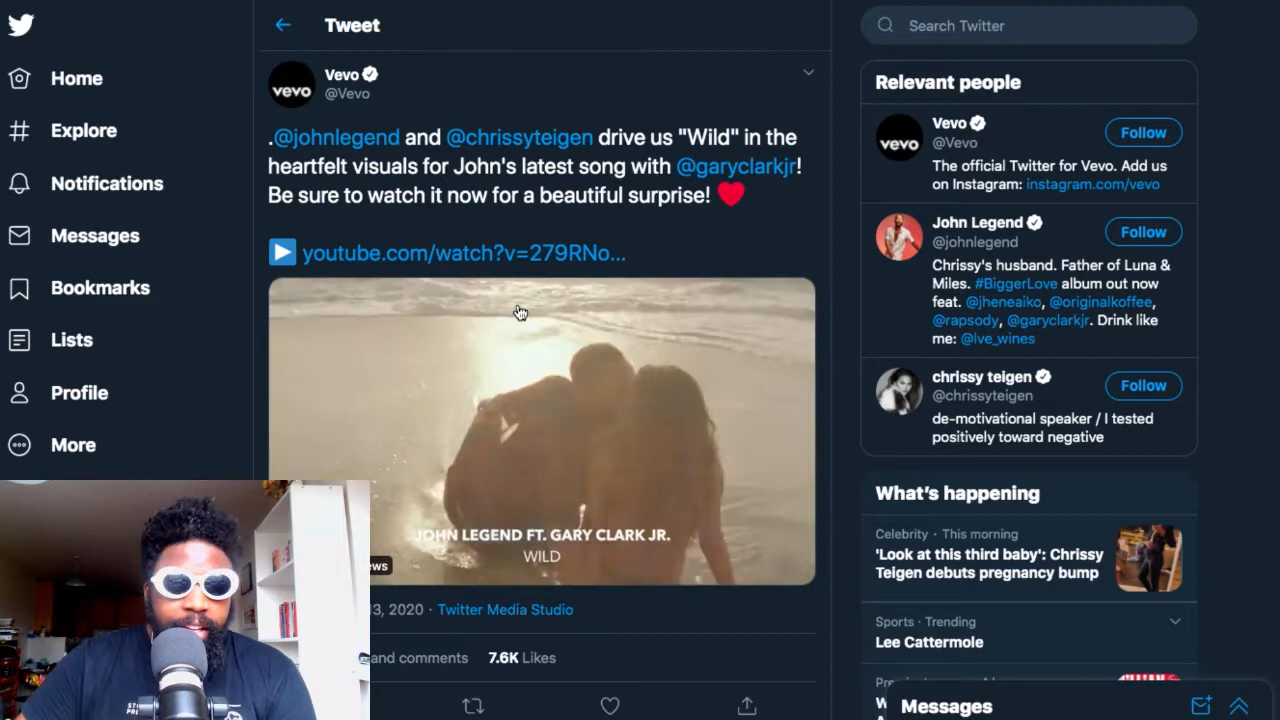 Home
Explore
Notifications
Messages
Bookmarks
Lists
Profile
More
Tweet
vevo
Vevo
@Vevo
.@johnlegend and @chrissyteigen drive us "Wild" in the
heartfelt visuals for John's latest song with @garyclarkjr!
Be sure to watch it now for a beautiful surprise! ❤️
youtube.com/watch?v=279RNo...
JOHN LEGEND FT. GARY CLARK JR.
WILD
ews
3, 2020 · Twitter Media Studio
and comments 7.6K Likes
Search Twitter
Relevant people
vevo
Vevo
@Vevo
Follow
The official Twitter for Vevo. Add us
on Instagram: instagram.com/vevo
John Legend
@johnlegend
Follow
Chrissy's husband. Father of Luna &
Miles. #BiggerLove album out now
feat. @jheneaiko, @originalkoffee,
@rapsody, @garyclarkjr. Drink like
me: @lve_wines
chrissy teigen
@chrissyteigen
Follow
de-motivational speaker / I tested
positively toward negative
What's happening
Celebrity · This morning
'Look at this third baby': Chrissy
Teigen debuts pregnancy bump
Sports · Trending
Lee Cattermole
Messages